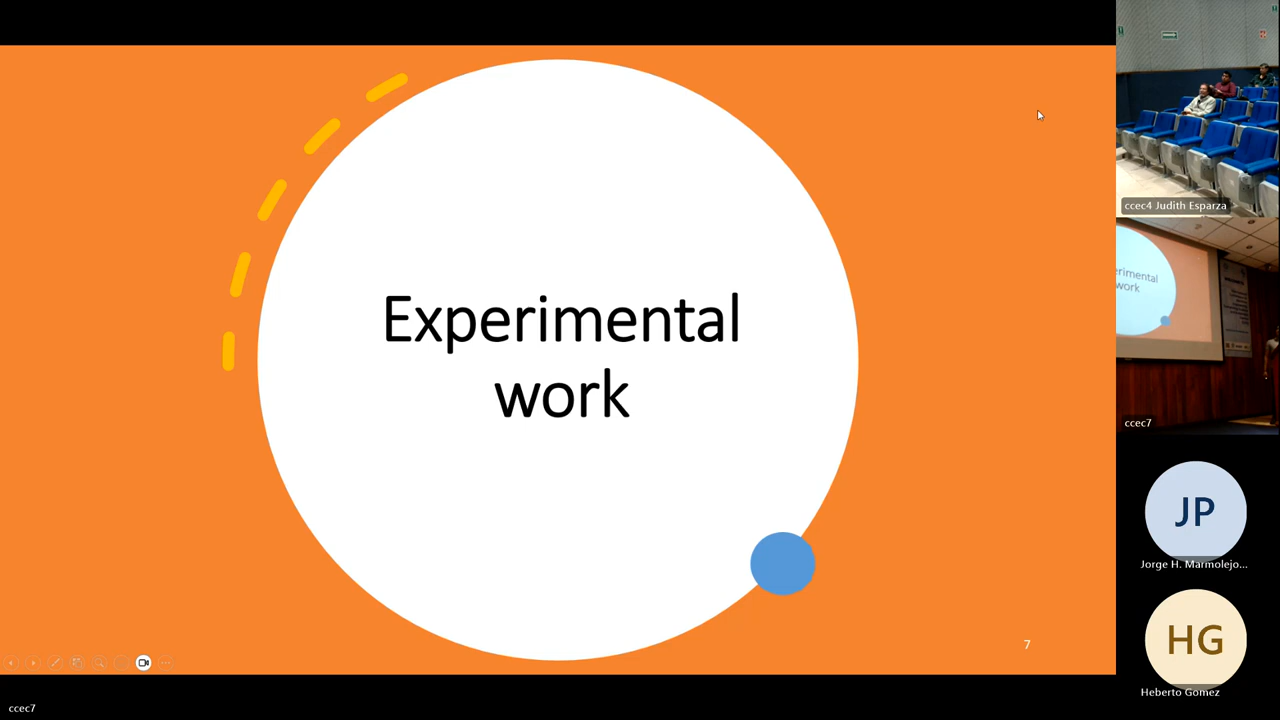 Experimental
work
7
ccec7
ccec4 Judith Esparza
erimental
work
ccec7
JP
Jorge H. Marmolejo...
HG
Heberto Gomez